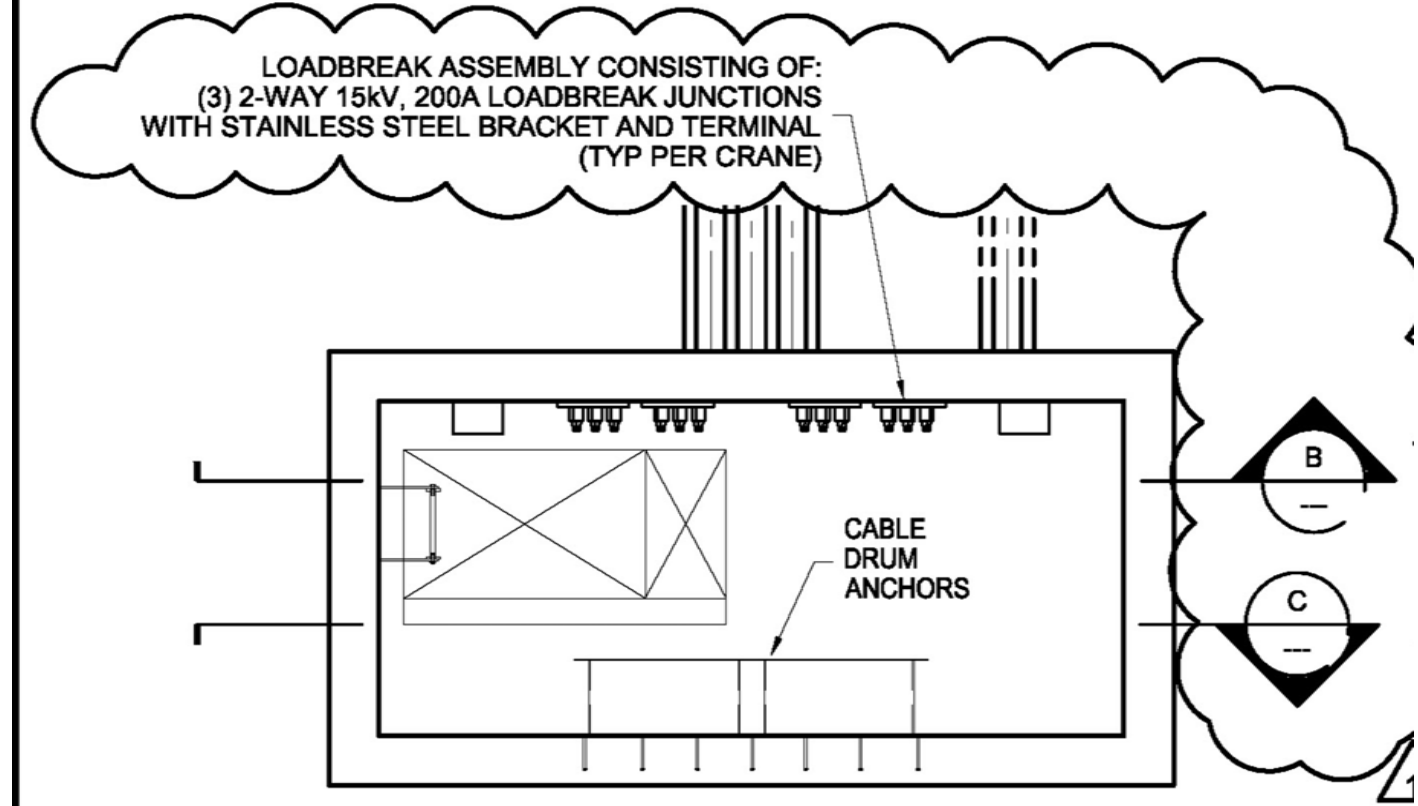 LOADBREAK ASSEMBLY CONSISTING OF:
(3) 2-WAY 15kV, 200A LOADBREAK JUNCTIONS
WITH STAINLESS STEEL BRACKET AND TERMINAL
(TYP PER CRANE)
B
---
CABLE
DRUM
ANCHORS
C
---
1